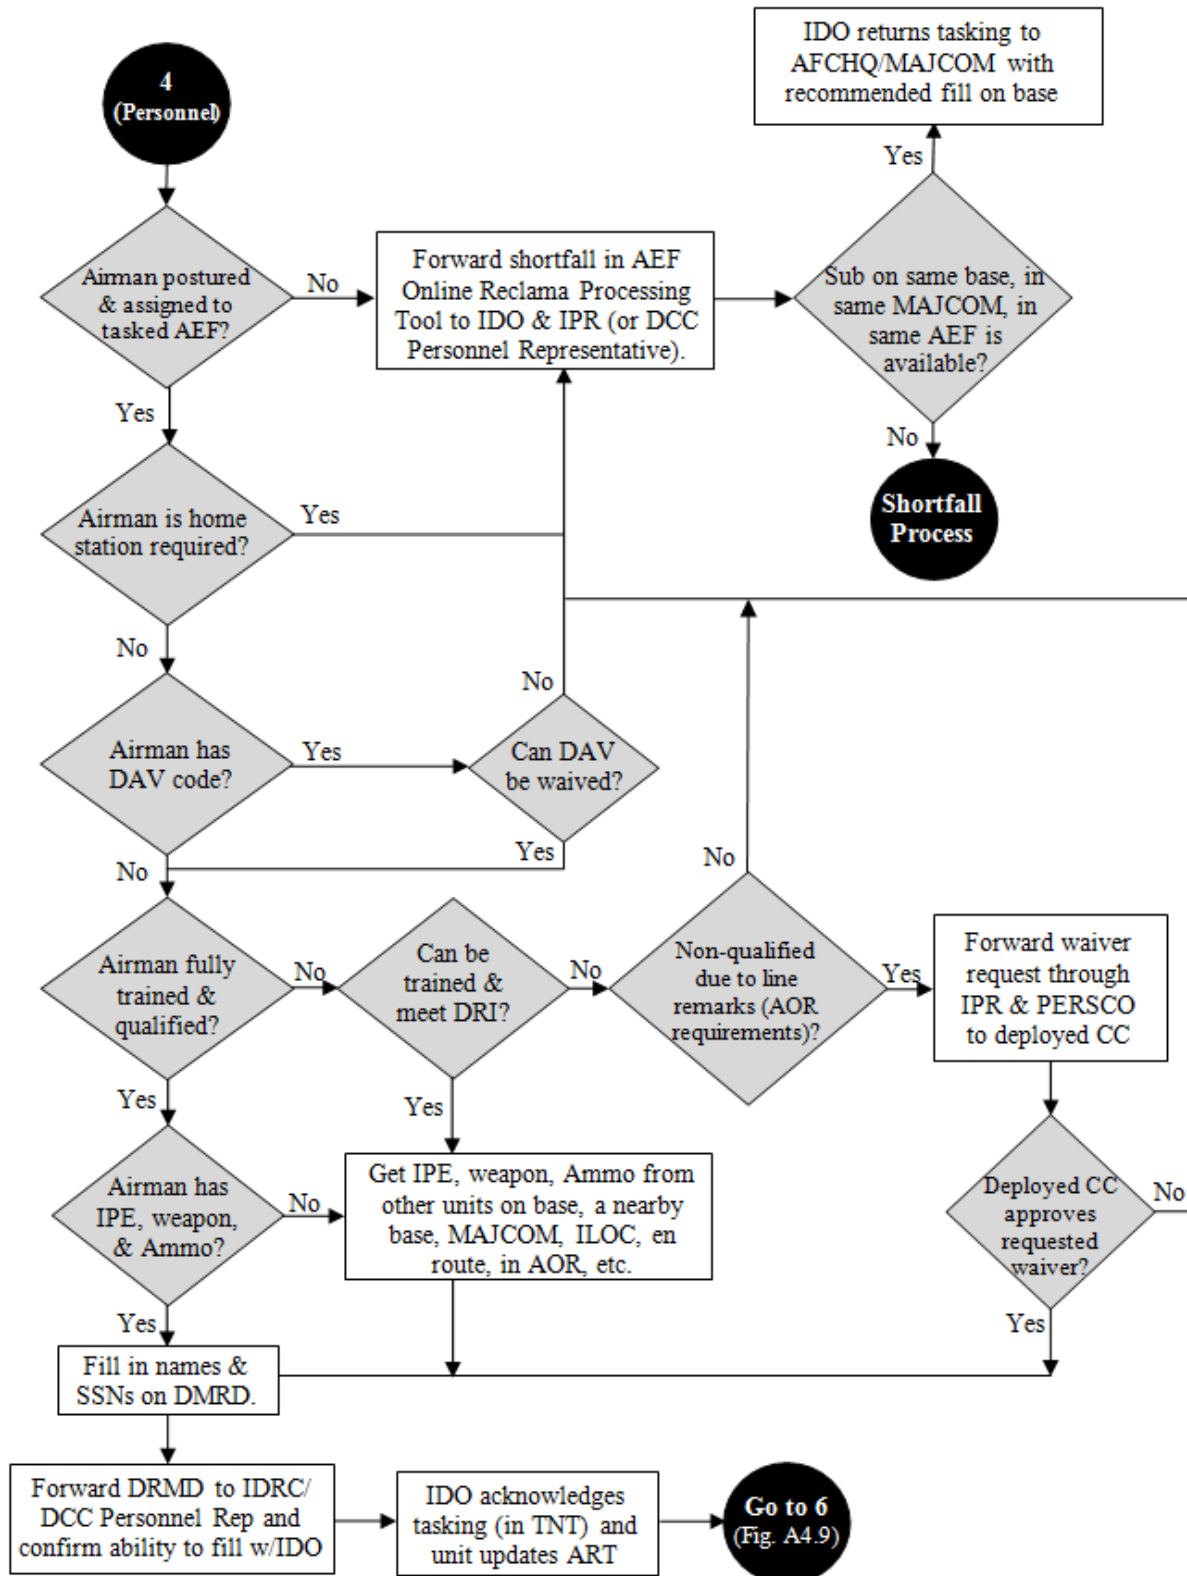 4
(Personnel)
IDO returns tasking to
AFCHQ/MAJCOM with
recommended fill on base
Yes
Airman postured
& assigned to
tasked AEF?
No
Forward shortfall in AEF
Online Reclama Processing
Tool to IDO & IPR (or DCC
Personnel Representative).
Sub on same base, in
same MAJCOM, in
same AEF is
available?
Yes
No
Shortfall
Process
Airman is home
station required?
Yes
No
Airman has
DAV code?
Yes
No
Can DAV
be waived?
Yes
No
Airman fully
trained &
qualified?
No
Can be
trained &
meet DRI?
No
Non-qualified
due to line
remarks (AOR
requirements)?
No
Yes
Forward waiver
request through
IPR & PERSCO
to deployed CC
Yes
Yes
Airman has
IPE, weapon,
& Ammo?
No
Get IPE, weapon, Ammo from
other units on base, a nearby
base, MAJCOM, ILOC, en
route, in AOR, etc.
Deployed CC
approves
requested
waiver?
No
Yes
Yes
Fill in names &
SSNs on DMRD.
Forward DRMD to IDRC/
DCC Personnel Rep and
confirm ability to fill w/IDO
IDO acknowledges
tasking (in TNT) and
unit updates ART
Go to 6
(Fig. A4.9)